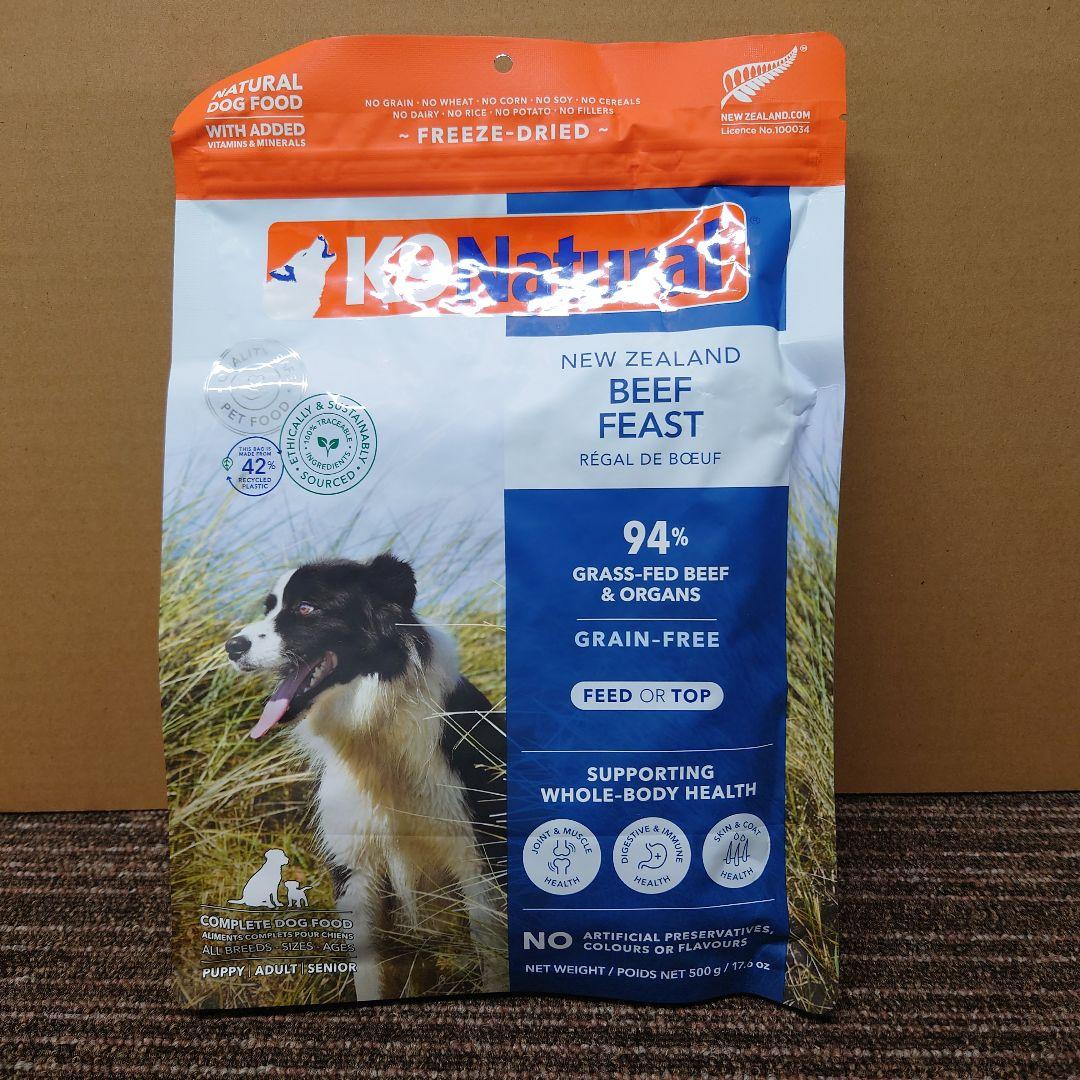 NATURAL
DOG FOOD
WITH ADDED
VITAMINS & MINERALS
NO GRAIN · NO WHEAT · NO CORN · NO SOY · NO CEREALS
NO DAIRY · NO RICE · NO POTATO · NO FILLERS
~ FREEZE-DRIED ~
NEW ZEALAND.COM
Licence No.100034
K9 Natural
NEW ZEALAND
BEEF
FEAST
RÉGAL DE BŒUF
PET FOOD
ETHICALLY & SUSTAINABLY
SOURCED
100% TRACEABLE
INGREDIENTS
THIS BAG IS
MADE FROM
42%
RECYCLED
PLASTIC
94%
GRASS-FED BEEF
& ORGANS
GRAIN-FREE
FEED OR TOP
SUPPORTING
WHOLE-BODY HEALTH
JOINT & MUSCLE
HEALTH
DIGESTIVE & IMMUNE
HEALTH
SKIN & COAT
HEALTH
COMPLETE DOG FOOD
ALIMENTS COMPLETS POUR CHIENS
ALL BREEDS · SIZES · AGES
PUPPY | ADULT | SENIOR
NO ARTIFICIAL PRESERVATIVES,
COLOURS OR FLAVOURS
NET WEIGHT / POIDS NET 500 g / 17.6 oz